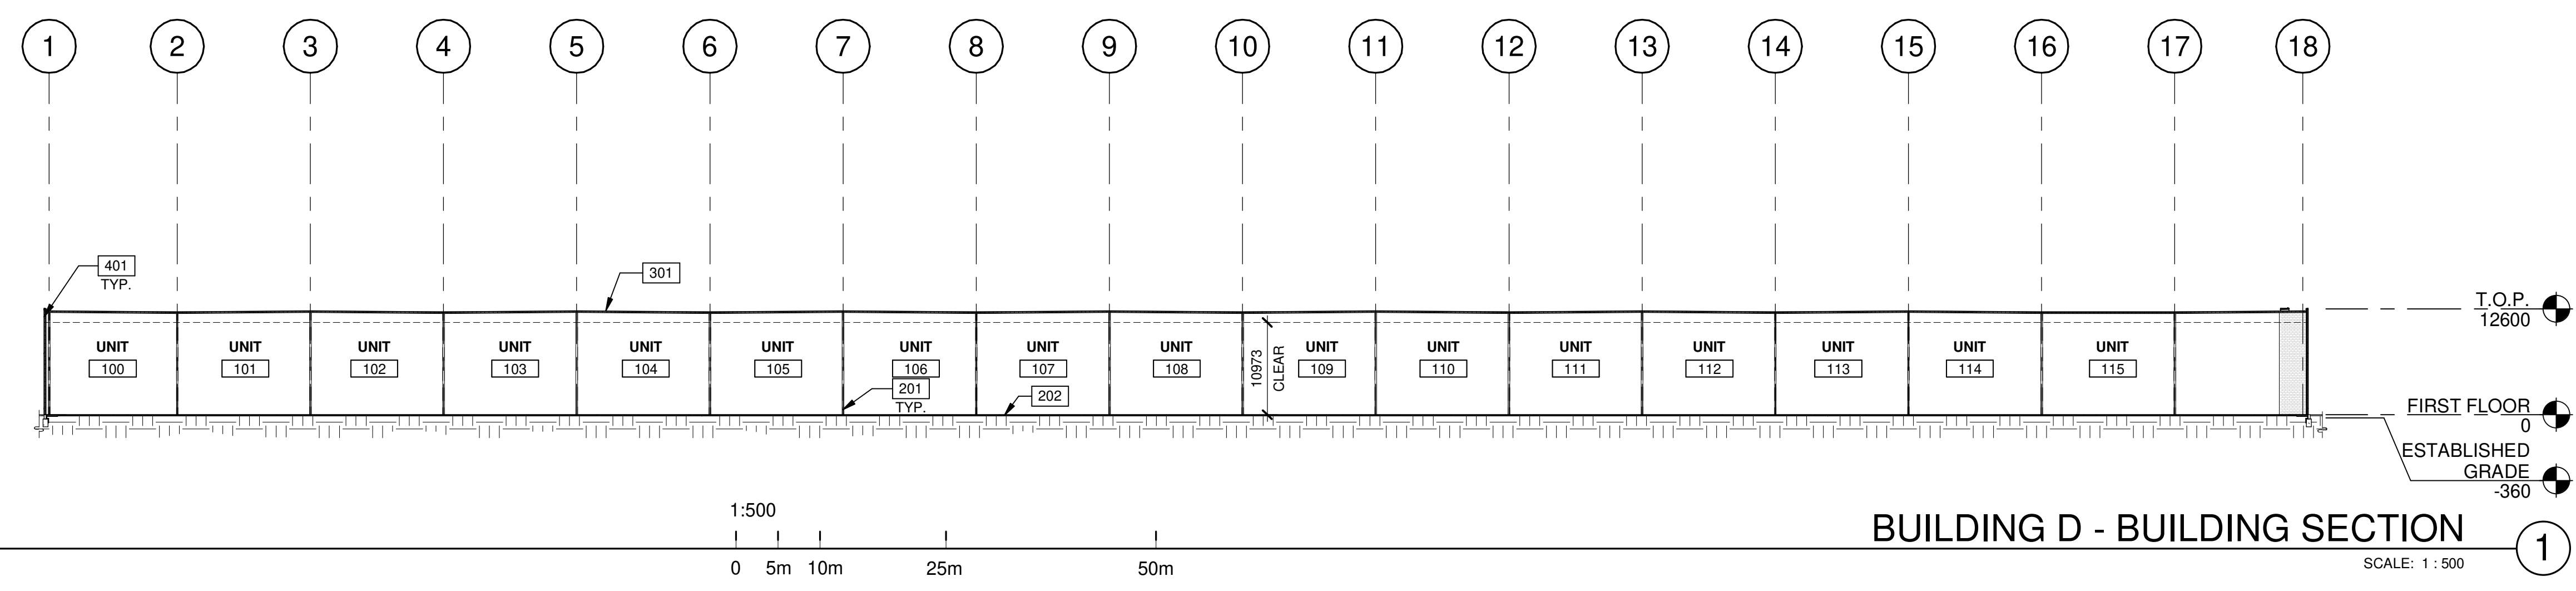 1 2 3 4 5 6 7 8 9 10 11 12 13 14 15 16 17 18
401
TYP.
301
T.O.P.
12600
UNIT UNIT UNIT UNIT UNIT UNIT UNIT UNIT UNIT UNIT UNIT UNIT UNIT UNIT UNIT UNIT
100 101 102 103 104 105 106 107 108 109 110 111 112 113 114 115
10973
CLEAR
201
TYP.
202
FIRST FLOOR
0
ESTABLISHED
GRADE
-360
1:500
0 5m 10m 25m 50m
BUILDING D - BUILDING SECTION
SCALE: 1 : 500
1